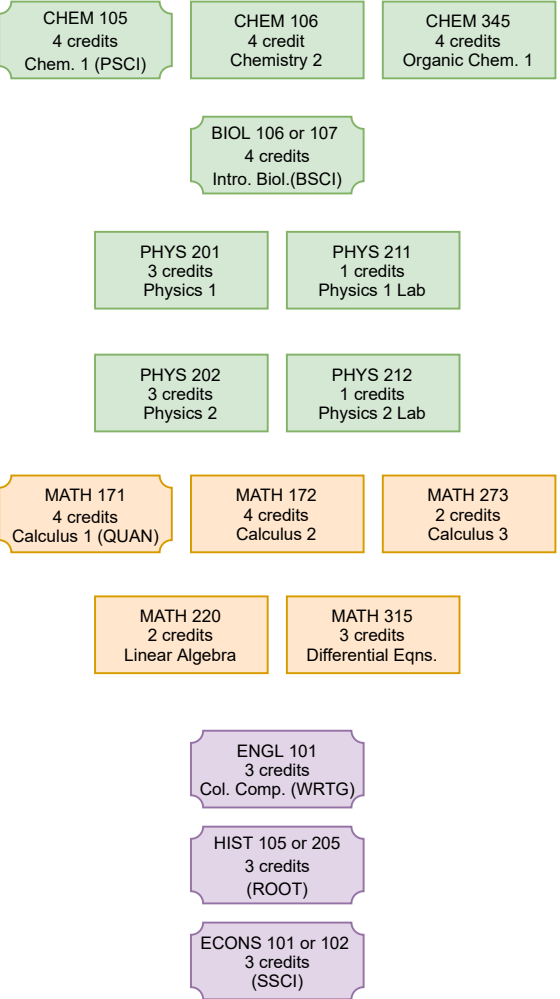 CHEM 105
4 credits
Chem. 1 (PSCI)
CHEM 106
4 credit
Chemistry 2
CHEM 345
4 credits
Organic Chem. 1
BIOL 106 or 107
4 credits
Intro. Biol.(BSCI)
PHYS 201
3 credits
Physics 1
PHYS 211
1 credits
Physics 1 Lab
PHYS 202
3 credits
Physics 2
PHYS 212
1 credits
Physics 2 Lab
MATH 171
4 credits
Calculus 1 (QUAN)
MATH 172
4 credits
Calculus 2
MATH 273
2 credits
Calculus 3
MATH 220
2 credits
Linear Algebra
MATH 315
3 credits
Differential Eqns.
ENGL 101
3 credits
Col. Comp. (WRTG)
HIST 105 or 205
3 credits
(ROOT)
ECONS 101 or 102
3 credits
(SSCI)